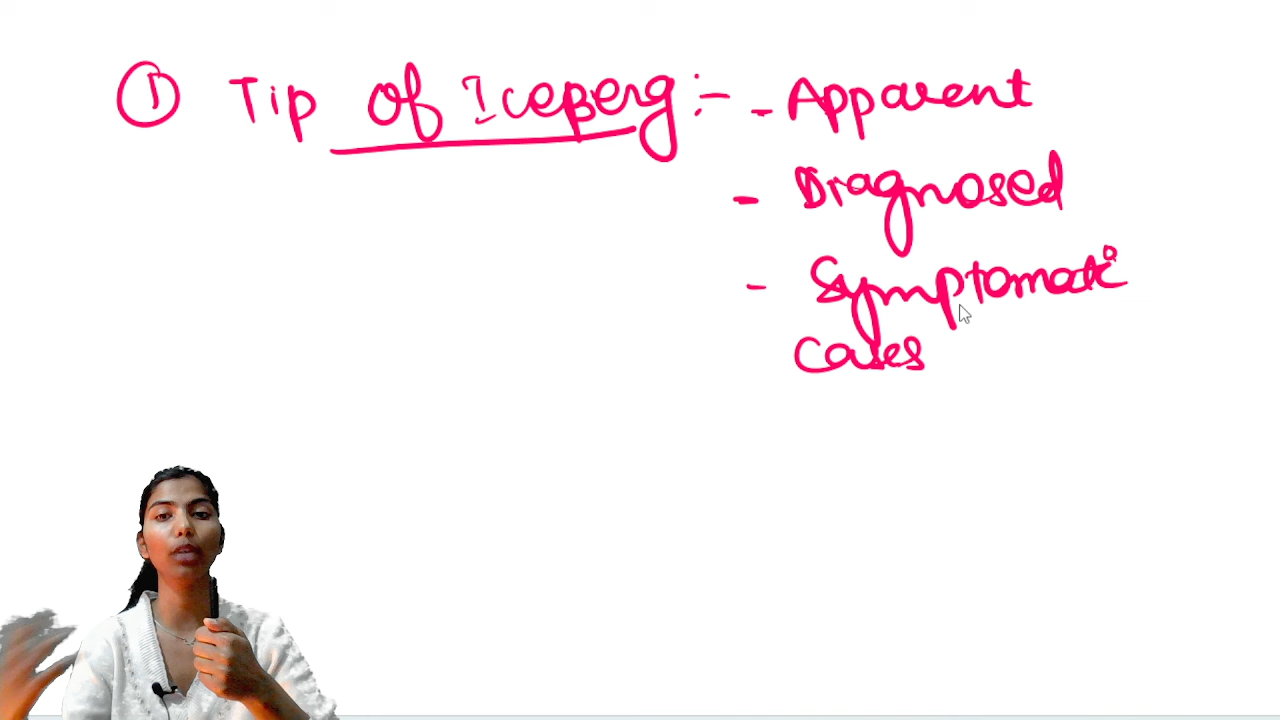 ① Tip of Iceberg :- - Apparent
- Diagnosed
- Symptomatic
Cases